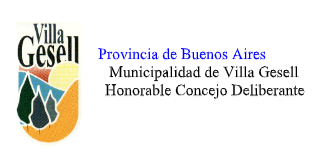 Villa
Gesell
Provincia de Buenos Aires
Municipalidad de Villa Gesell
Honorable Concejo Deliberante